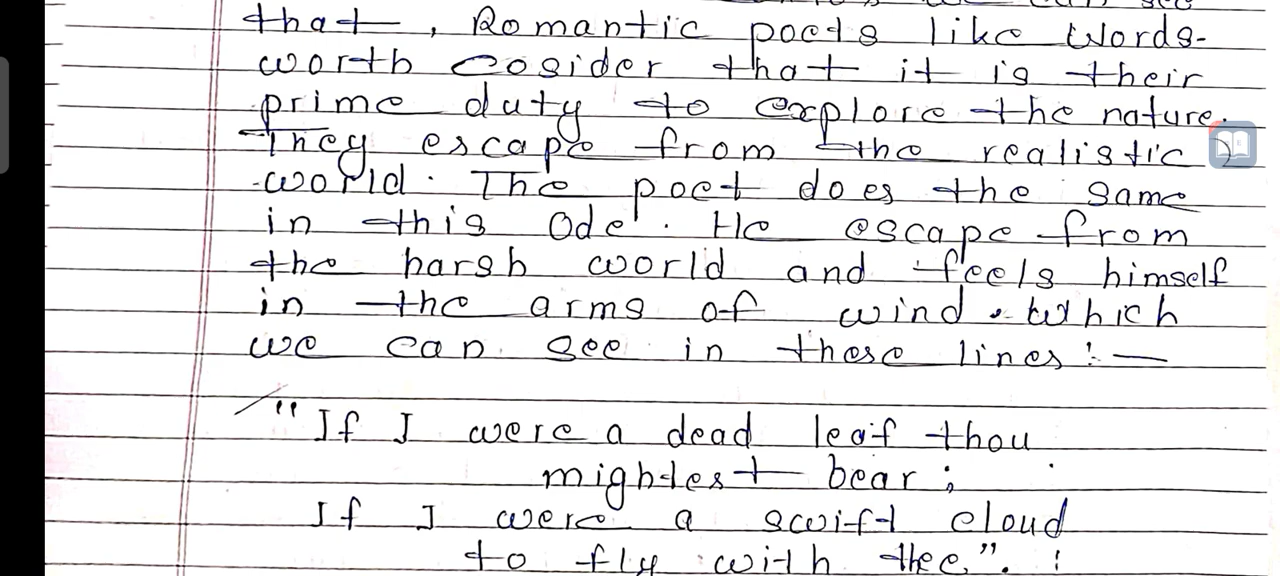 that, Romantic poets like Words-
worth cosider that it is their
prime duty to explore the nature.
They escape from the realistic
world. The poet does the same
in this Ode. He escape from
the harsh world and feels himself
in the arms of wind. Which
we can see in these lines :—
"If I were a dead leaf thou
mightest bear ;
If I were a swift cloud
to fly with thee,". !